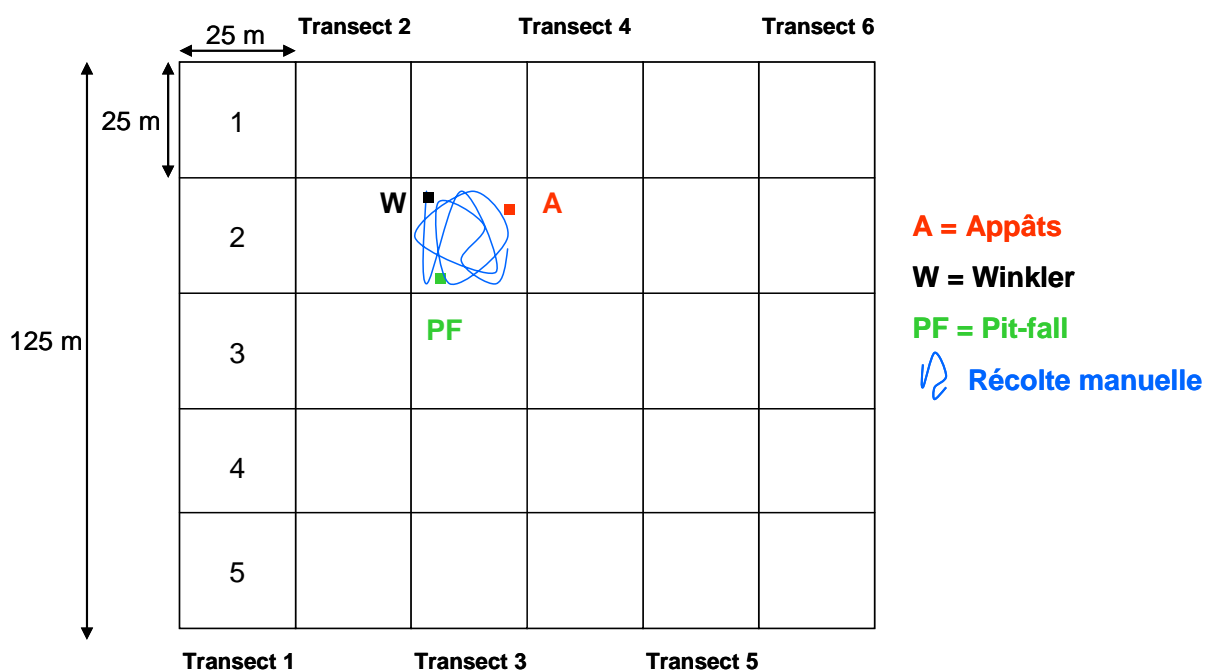 Transect 2
Transect 4
Transect 6
25 m
25 m
1
W
A
2
A = Appâts
W = Winkler
PF
PF = Pit-fall
125 m
3
Récolte manuelle
4
5
Transect 1
Transect 3
Transect 5